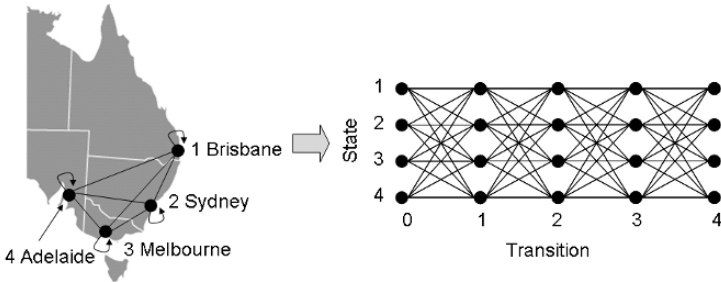 1 Brisbane
2 Sydney
3 Melbourne
4 Adelaide
State
1
2
3
4
0 1 2 3 4
Transition